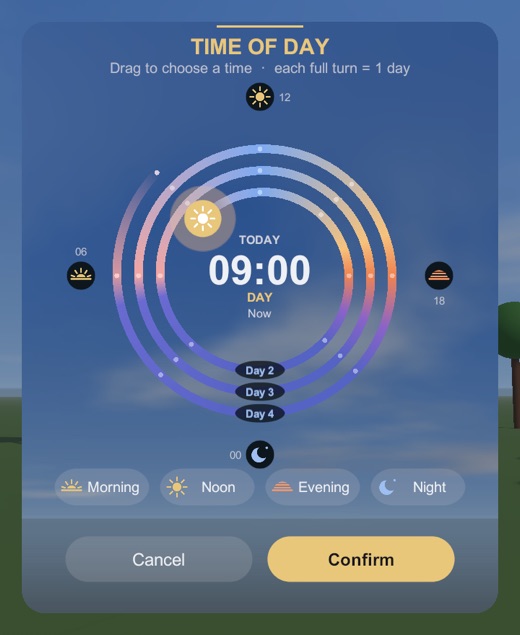 TIME OF DAY
Drag to choose a time · each full turn = 1 day
12
06
TODAY
09:00
DAY
Now
18
Day 2
Day 3
Day 4
00
Morning
Noon
Evening
Night
Cancel
Confirm